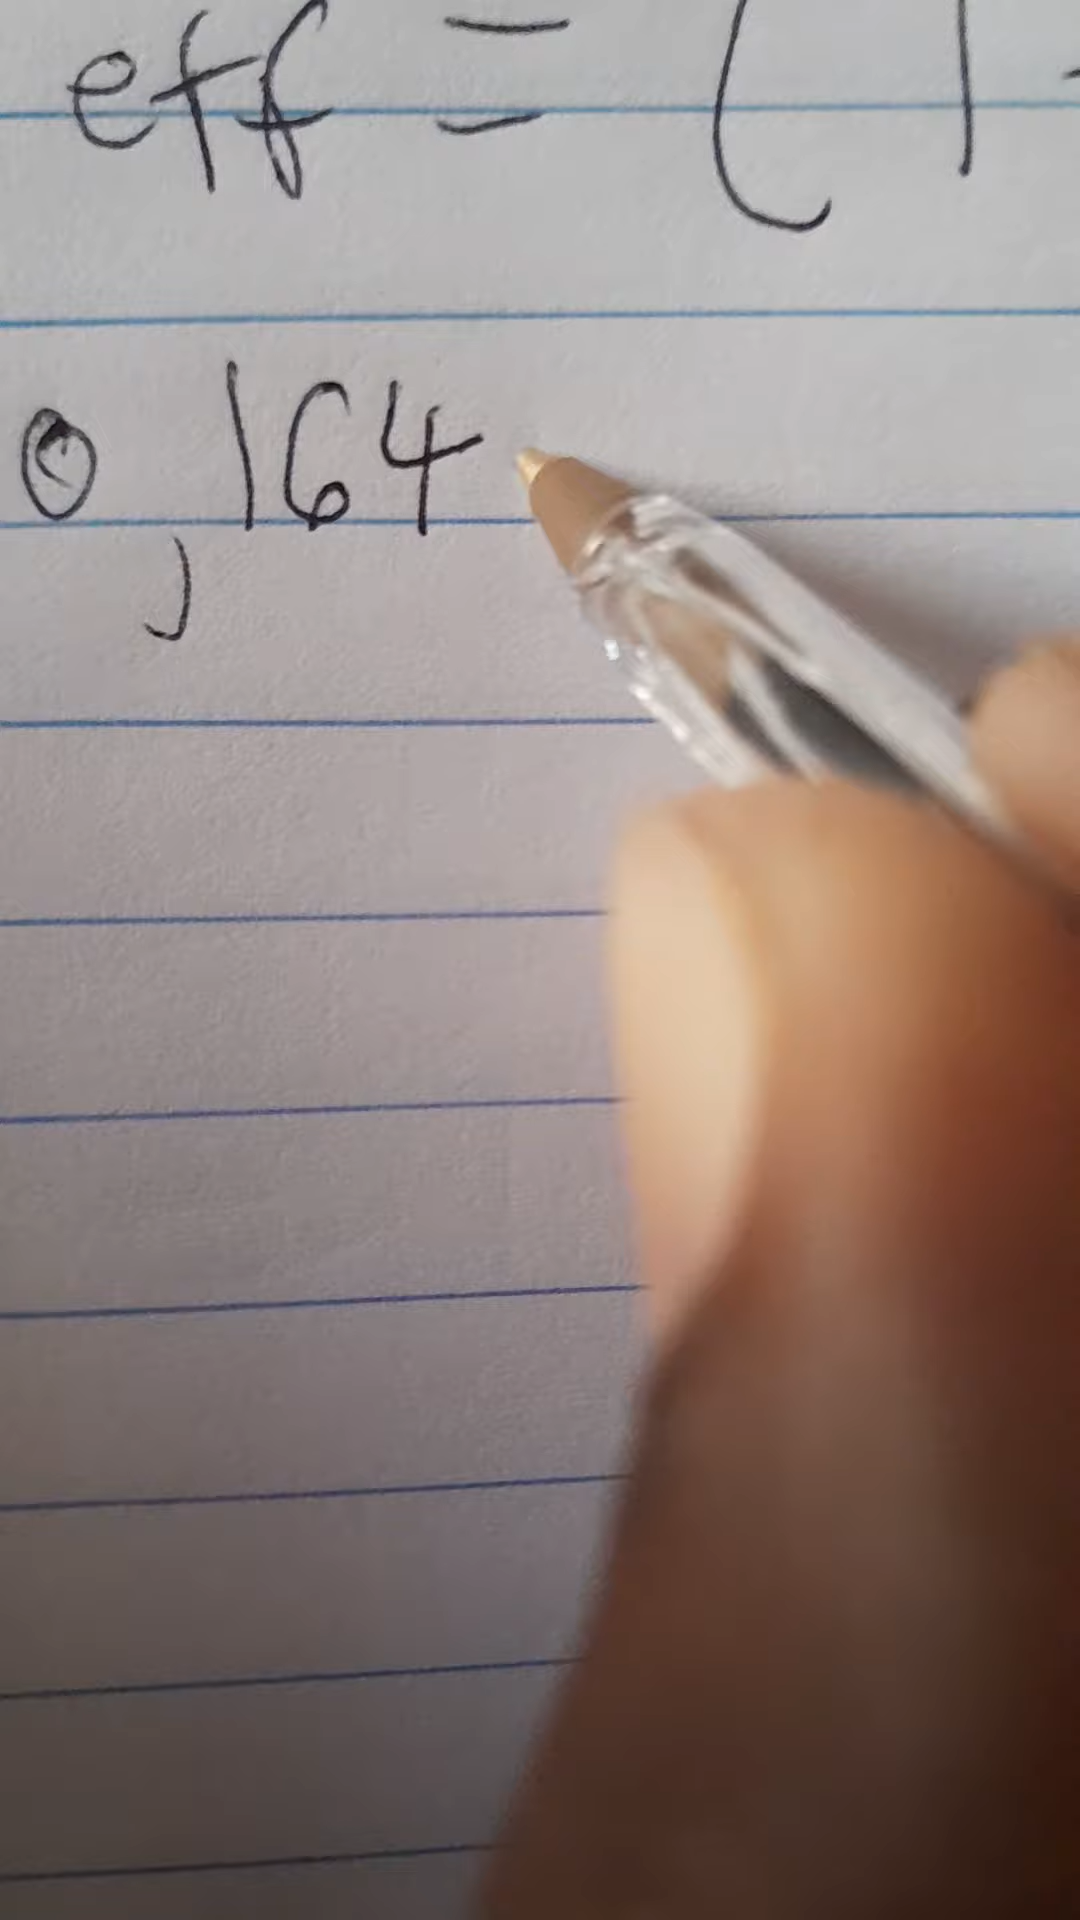 eff = (1
0,164